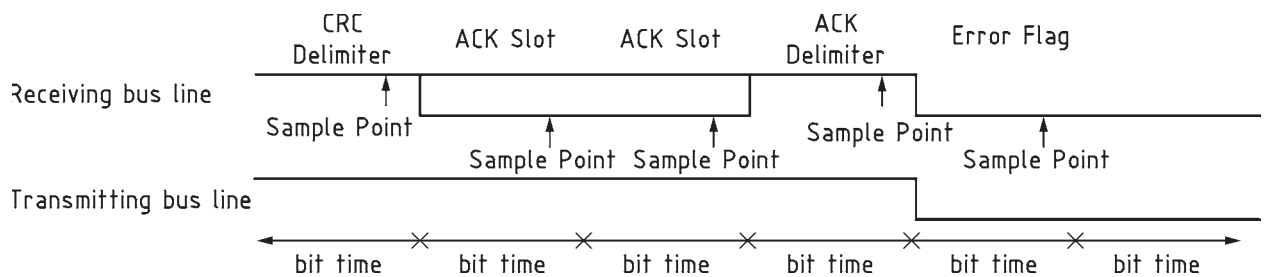 CRC
Delimiter
ACK Slot
ACK Slot
ACK
Delimiter
Error Flag
Receiving bus line
Sample Point
Sample Point
Sample Point
Sample Point
Sample Point
Transmitting bus line
bit time
bit time
bit time
bit time
bit time
bit time